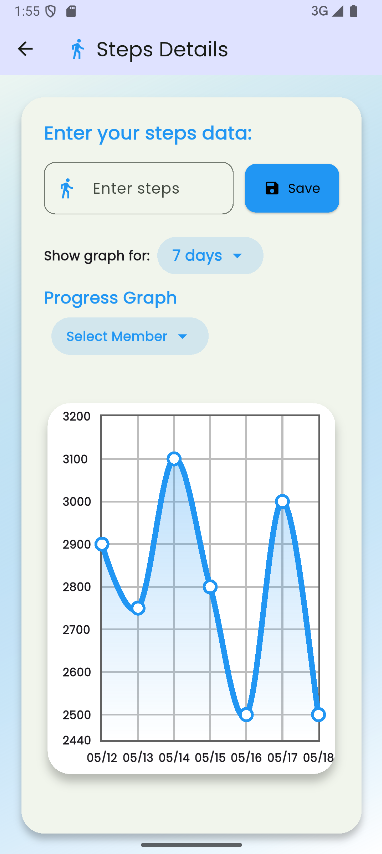 1:55 3G
Steps Details
Enter your steps data:
Enter steps Save
Show graph for: 7 days
Progress Graph
Select Member
3200
3100
3000
2900
2800
2700
2600
2500
2440
05/12 05/13 05/14 05/15 05/16 05/17 05/18